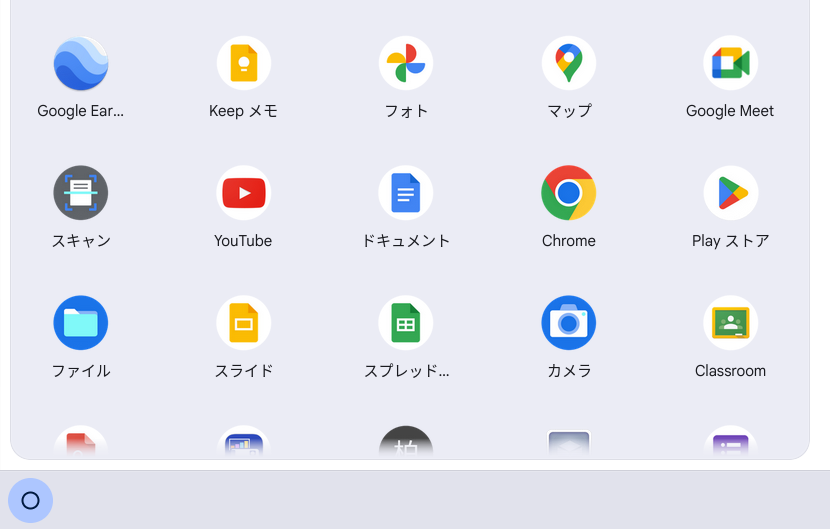 Google Ear...
Keep メモ
フォト
マップ
Google Meet
スキャン
YouTube
ドキュメント
Chrome
Play ストア
ファイル
スライド
スプレッド...
カメラ
Classroom
柏